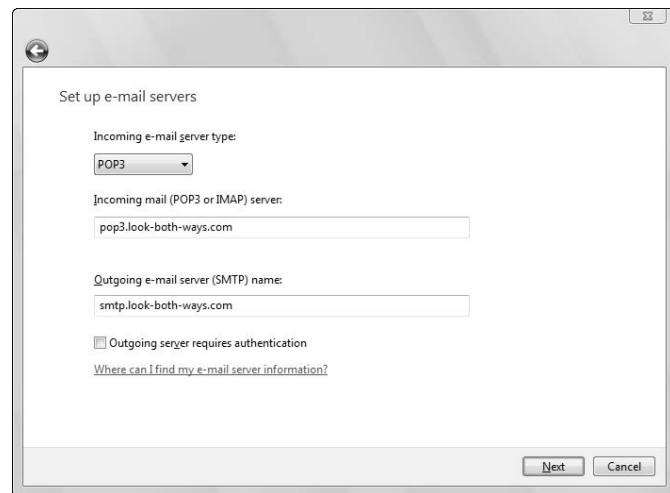 Set up e-mail servers
Incoming e-mail server type:
POP3
Incoming mail (POP3 or IMAP) server:
pop3.look-both-ways.com
Outgoing e-mail server (SMTP) name:
smtp.look-both-ways.com
Outgoing server requires authentication
Where can I find my e-mail server information?
Next Cancel